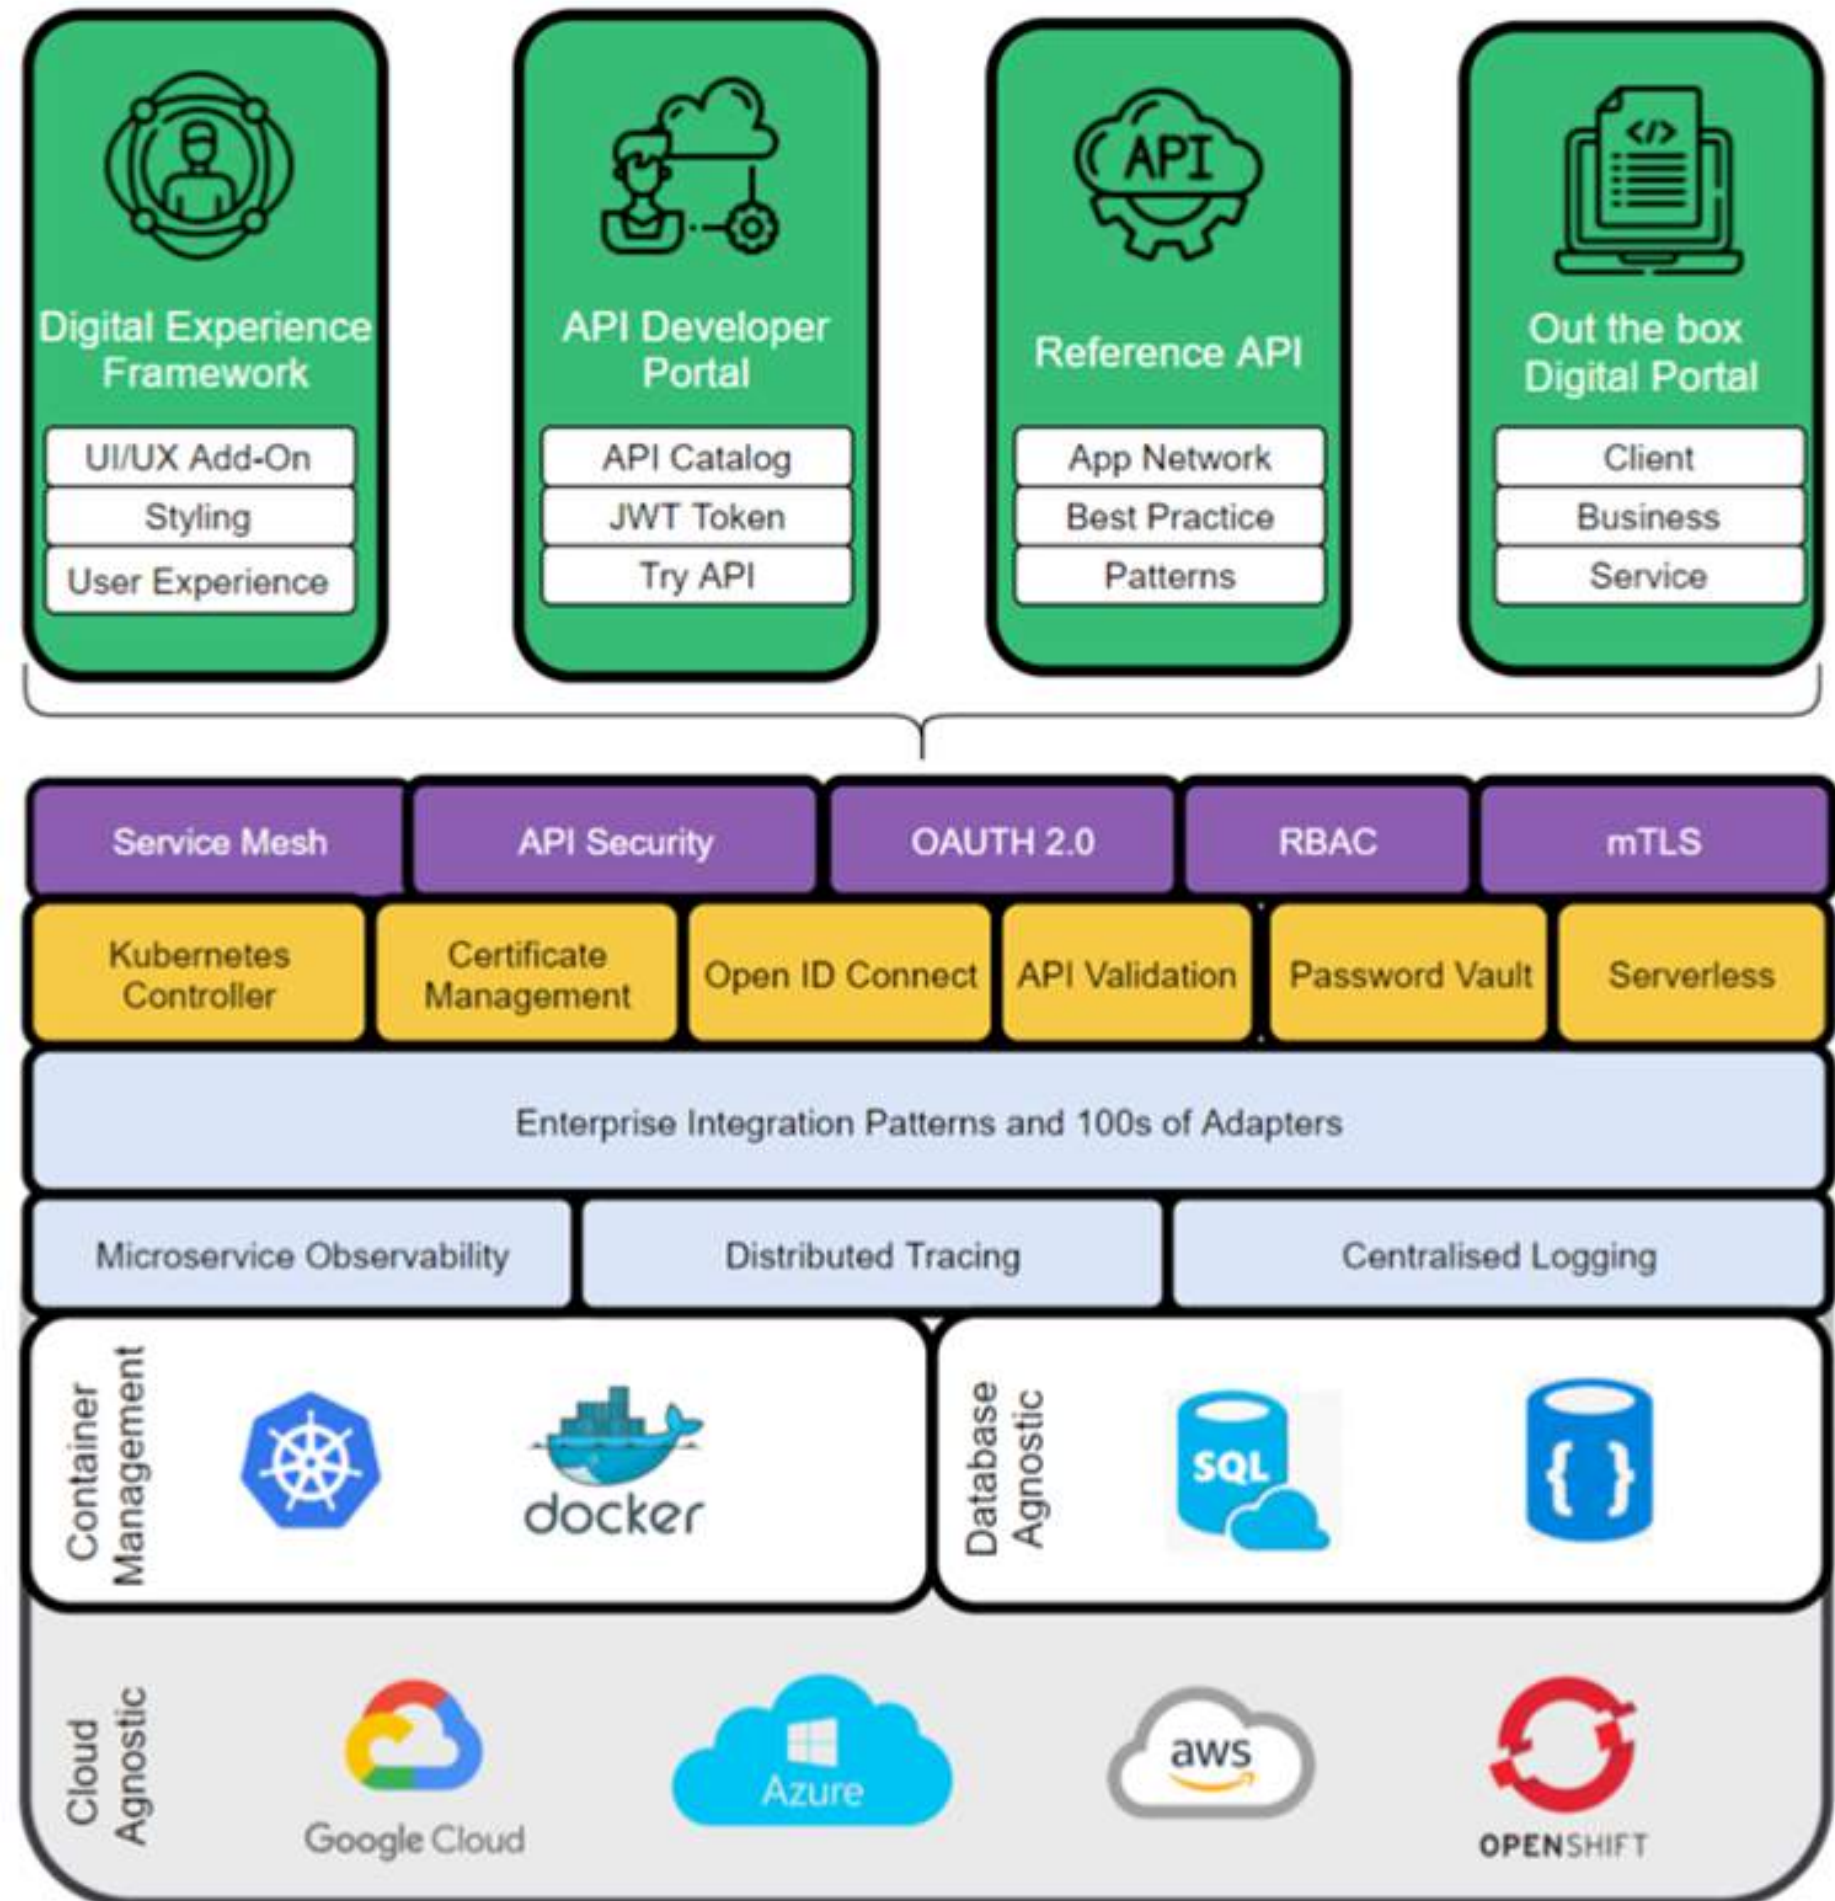 </>
API
Digital Experience
Framework
API Developer
Portal
Reference API
Out the box
Digital Portal
UI/UX Add-On
Styling
User Experience
API Catalog
JWT Token
Try API
App Network
Best Practice
Patterns
Client
Business
Service
Service Mesh
API Security
OAUTH 2.0
RBAC
mTLS
Kubernetes
Controller
Certificate
Management
Open ID Connect
API Validation
Password Vault
Serverless
Enterprise Integration Patterns and 100s of Adapters
Microservice Observability
Distributed Tracing
Centralised Logging
Container
Management
docker
Database
Agnostic
SQL
{ }
Cloud
Agnostic
Google Cloud
Azure
aws
OPENSHIFT